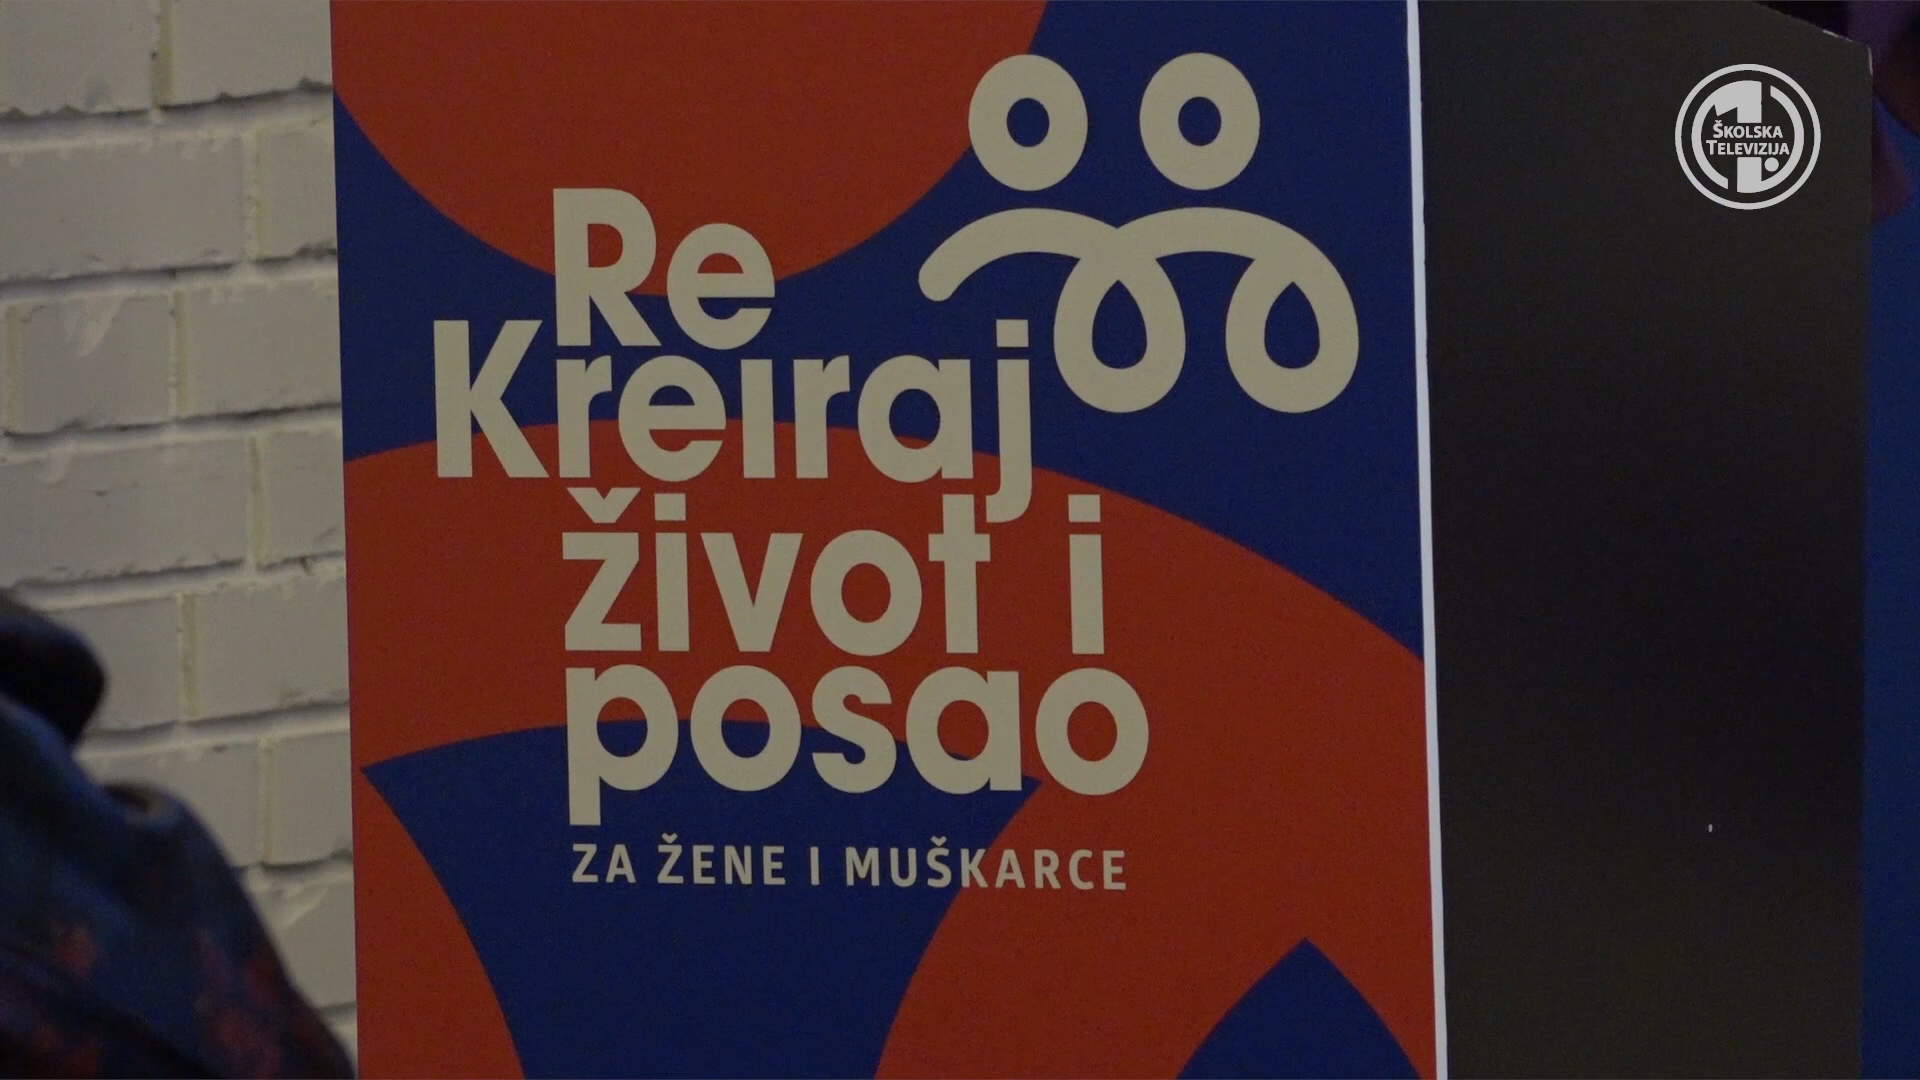 Re
Kreiraj
život i
posao
ZA ŽENE I MUŠKARCE
ŠKOLSKA
TELEVIZIJA